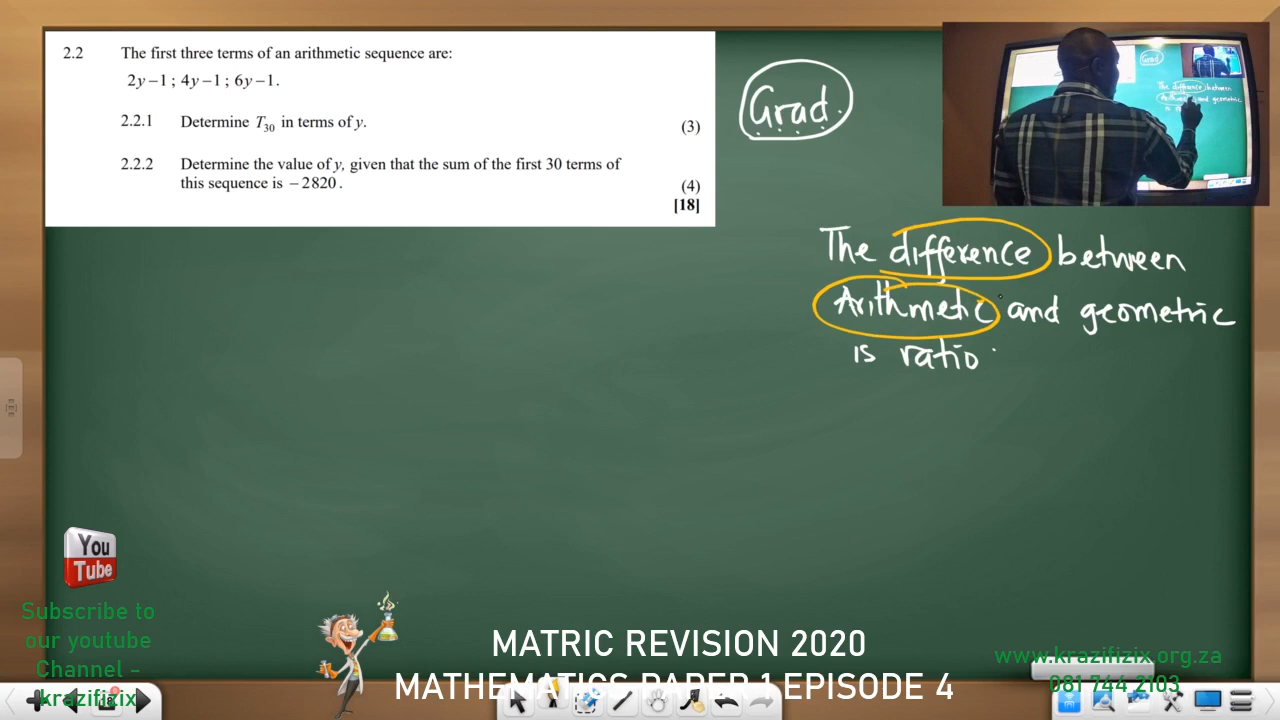 2.2 The first three terms of an arithmetic sequence are:
2y−1 ; 4y−1 ; 6y−1.
2.2.1 Determine T₃₀ in terms of y. (3)
2.2.2 Determine the value of y, given that the sum of the first 30 terms of
this sequence is −2820. (4)
[18]
Grad.
The difference between
Arithmetic and geometric
is ratio
You
Tube
Subscribe to
our youtube
Channel –
krazifizix
MATRIC REVISION 2020
MATHEMATICS PAPER 1 EPISODE 4
www.krazifizix.org.za
081 744 2103